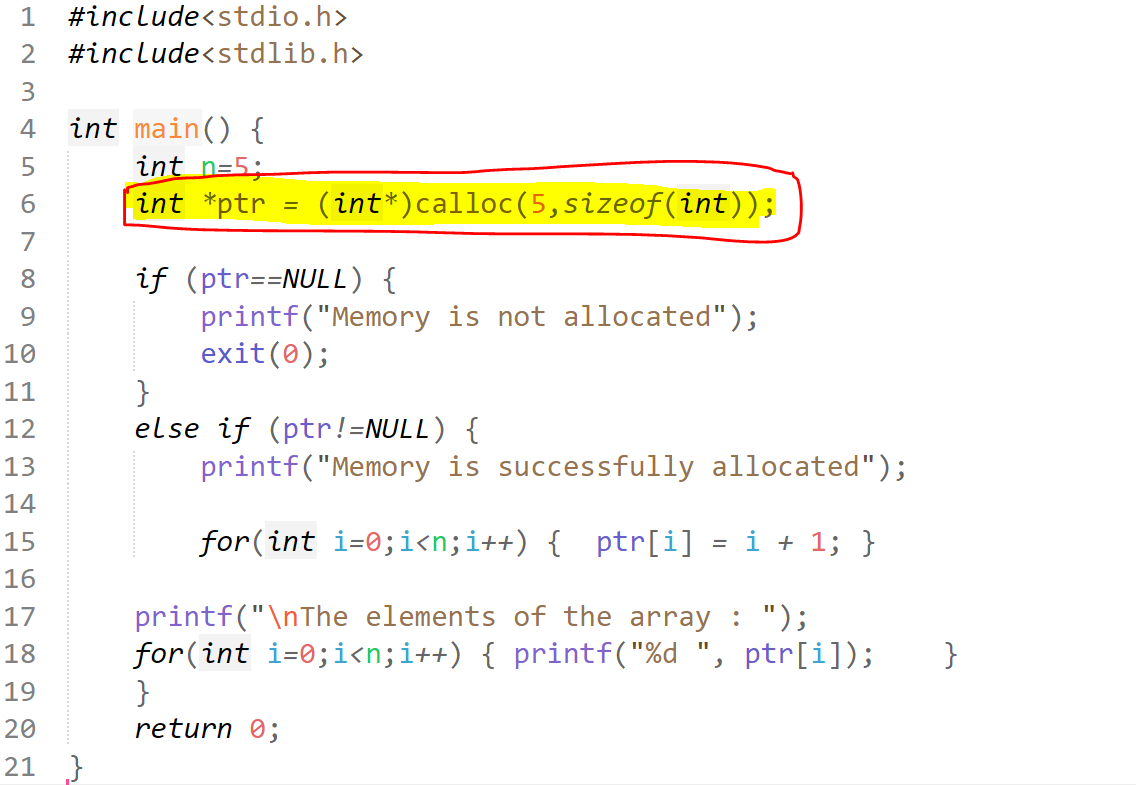 1 #include<stdio.h>
2 #include<stdlib.h>
3
4 int main() {
5     int n=5;
6     int *ptr = (int*)calloc(5,sizeof(int));
7
8     if (ptr==NULL) {
9         printf("Memory is not allocated");
10         exit(0);
11     }
12     else if (ptr!=NULL) {
13         printf("Memory is successfully allocated");
14
15         for(int i=0;i<n;i++) {  ptr[i] = i + 1; }
16
17     printf("\nThe elements of the array : ");
18     for(int i=0;i<n;i++) { printf("%d ", ptr[i]);    }
19     }
20     return 0;
21 }